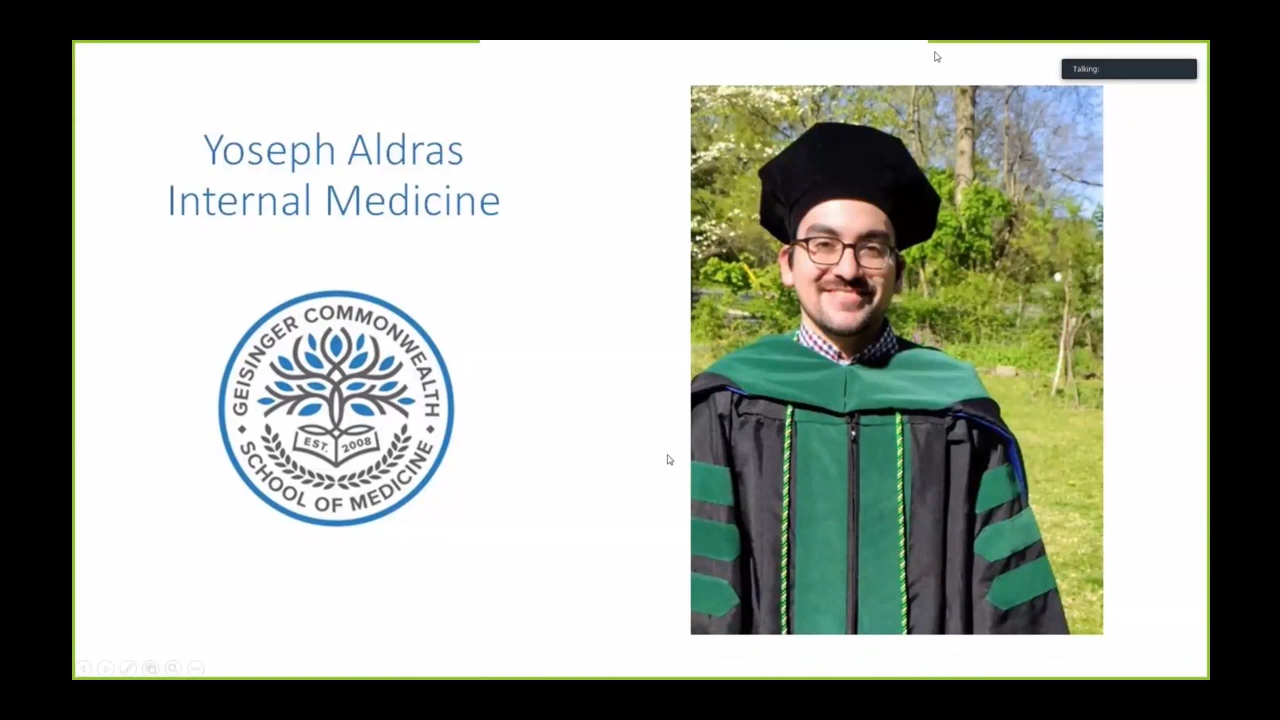 Talking:
Yoseph Aldras
Internal Medicine
GEISINGER COMMONWEALTH
EST. 2008
SCHOOL OF MEDICINE